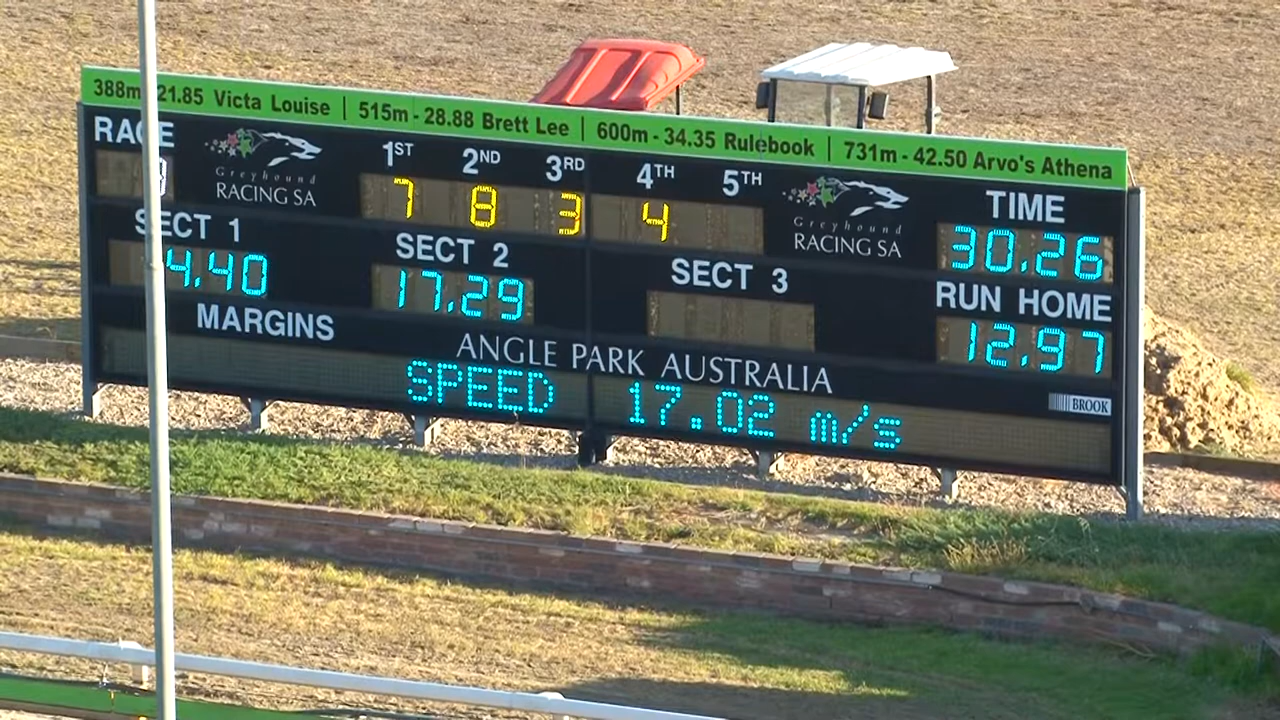 388m 21.85 Victa Louise | 515m - 28.88 Brett Lee | 600m - 34.35 Rulebook | 731m - 42.50 Arvo's Athena
RACE
Greyhound
RACING SA
1ST 2ND 3RD 4TH 5TH
7 8 3 4
Greyhound
RACING SA
TIME
30.26
SECT 1
4.40
SECT 2
17.29
SECT 3
RUN HOME
12.97
MARGINS
ANGLE PARK AUSTRALIA
SPEED 17.02 m/s
BROOK